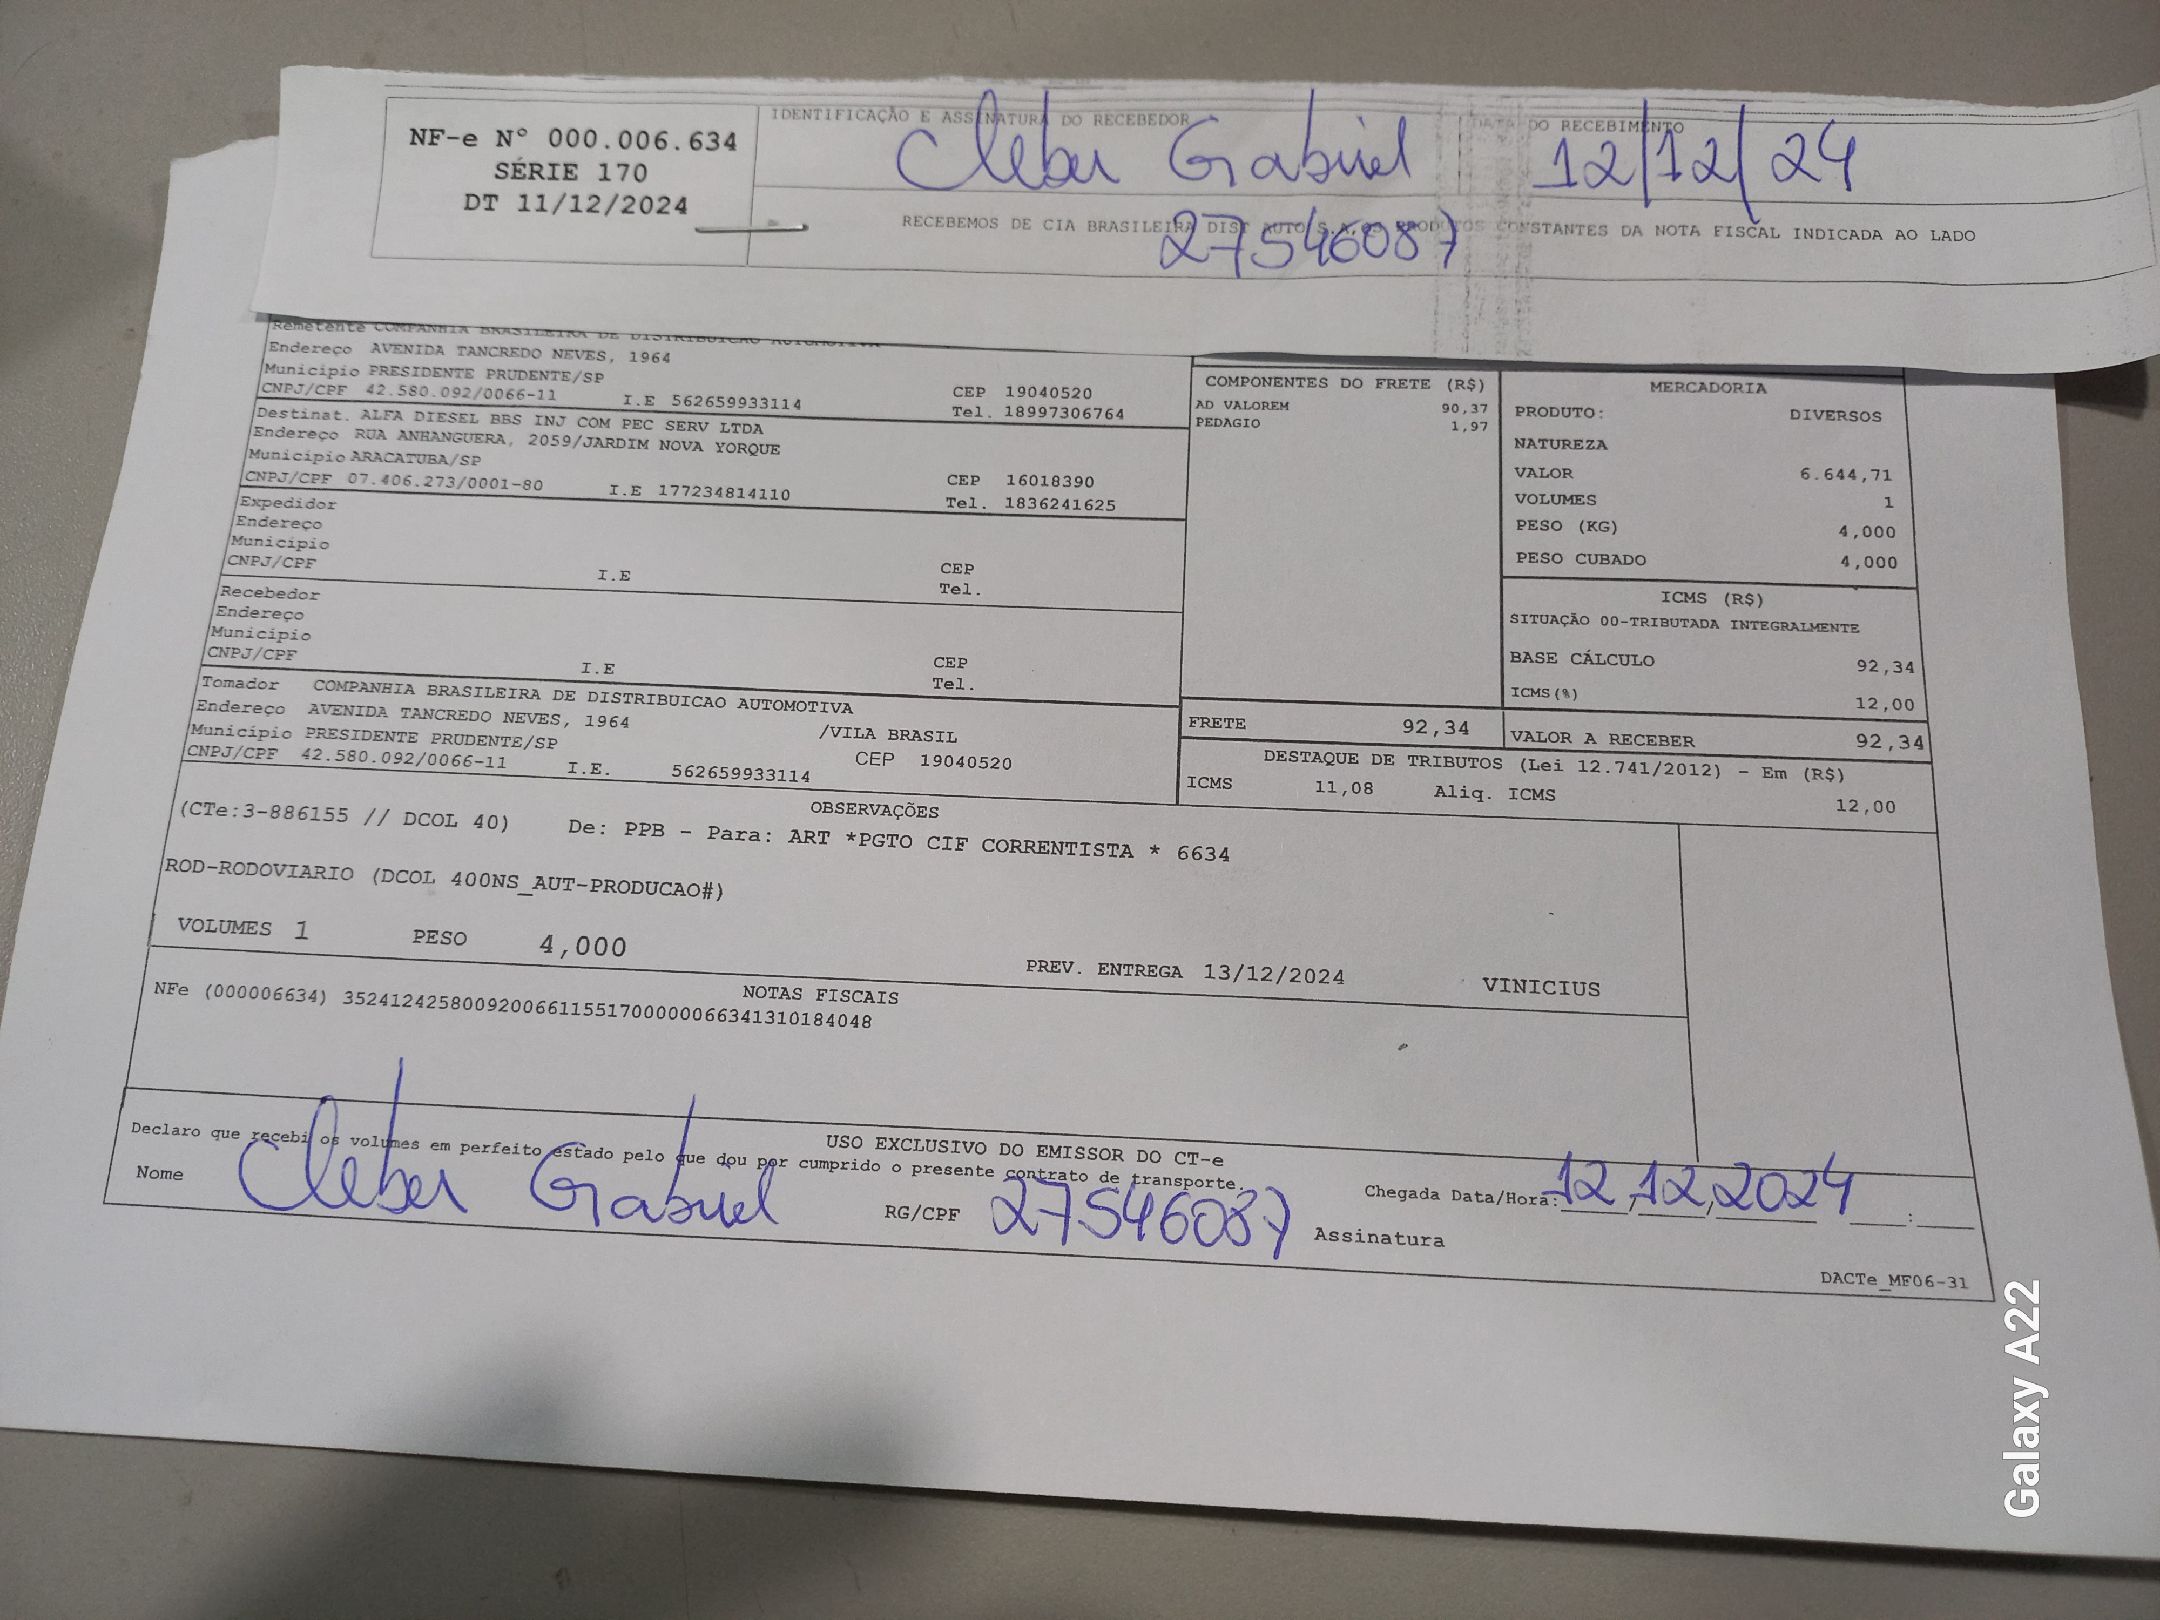 NF-e N° 000.006.634
SÉRIE 170
DT 11/12/2024
IDENTIFICAÇÃO E ASSINATURA DO RECEBEDOR
Cleber Gabriel
DATA DO RECEBIMENTO
12/12/24
RECEBEMOS DE CIA BRASILEIRA DIST AUTO S.A. OS PRODUTOS CONSTANTES DA NOTA FISCAL INDICADA AO LADO
27546087
Remetente COMPANHIA BRASILEIRA DE DISTRIBUICAO AUTOMOTIVA
Endereço AVENIDA TANCREDO NEVES, 1964
Municipio PRESIDENTE PRUDENTE/SP CEP 19040520
CNPJ/CPF 42.580.092/0066-11 I.E 562659933114 Tel. 18997306764
Destinat. ALFA DIESEL BBS INJ COM PEC SERV LTDA
Endereço RUA ANHANGUERA, 2059/JARDIM NOVA YORQUE
Municipio ARACATUBA/SP CEP 16018390
CNPJ/CPF 07.406.273/0001-80 I.E 177234814110 Tel. 1836241625
Expedidor
Endereço
Municipio CEP
CNPJ/CPF I.E Tel.
Recebedor
Endereço
Municipio CEP
CNPJ/CPF I.E Tel.
Tomador COMPANHIA BRASILEIRA DE DISTRIBUICAO AUTOMOTIVA
Endereço AVENIDA TANCREDO NEVES, 1964 /VILA BRASIL
Municipio PRESIDENTE PRUDENTE/SP CEP 19040520
CNPJ/CPF 42.580.092/0066-11 I.E. 562659933114
COMPONENTES DO FRETE (R$)
AD VALOREM 90,37
PEDAGIO 1,97
FRETE 92,34
MERCADORIA
PRODUTO: DIVERSOS
NATUREZA
VALOR 6.644,71
VOLUMES 1
PESO (KG) 4,000
PESO CUBADO 4,000
ICMS (R$)
SITUAÇÃO 00-TRIBUTADA INTEGRALMENTE
BASE CÁLCULO 92,34
ICMS(%) 12,00
VALOR A RECEBER 92,34
DESTAQUE DE TRIBUTOS (Lei 12.741/2012) - Em (R$)
ICMS 11,08 Aliq. ICMS 12,00
OBSERVAÇÕES
(CTe:3-886155 // DCOL 40) De: PPB - Para: ART *PGTO CIF CORRENTISTA * 6634
ROD-RODOVIARIO (DCOL 400NS_AUT-PRODUCAO#)
VOLUMES 1 PESO 4,000 PREV. ENTREGA 13/12/2024 VINICIUS
NOTAS FISCAIS
NFe (000006634) 35241242580092006611551700000066341310184048
USO EXCLUSIVO DO EMISSOR DO CT-e
Declaro que recebi os volumes em perfeito estado pelo que dou por cumprido o presente contrato de transporte.
Nome Cleber Gabriel RG/CPF 27546087 Chegada Data/Hora: 12/12/2024 :
Assinatura
DACTe_MF06-31
Galaxy A22